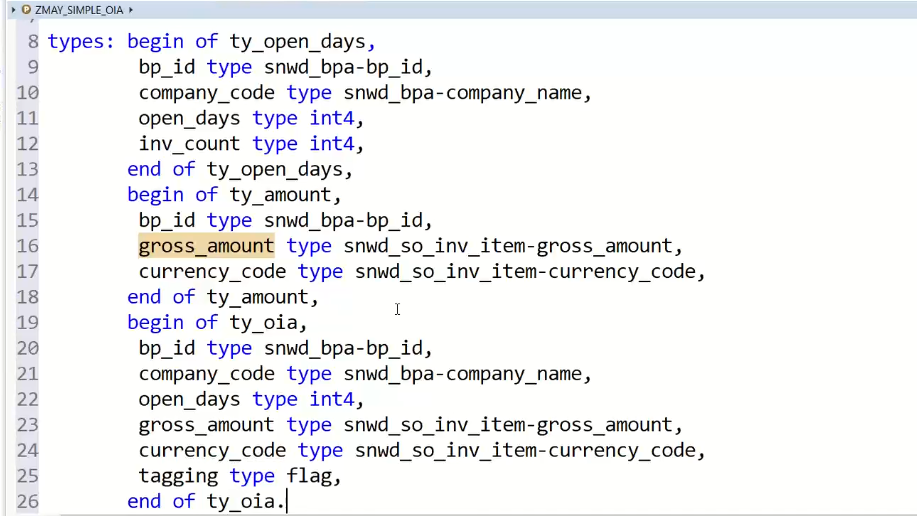 ZMAY_SIMPLE_OIA
8 types: begin of ty_open_days,
9 bp_id type snwd_bpa-bp_id,
10 company_code type snwd_bpa-company_name,
11 open_days type int4,
12 inv_count type int4,
13 end of ty_open_days,
14 begin of ty_amount,
15 bp_id type snwd_bpa-bp_id,
16 gross_amount type snwd_so_inv_item-gross_amount,
17 currency_code type snwd_so_inv_item-currency_code,
18 end of ty_amount,
19 begin of ty_oia,
20 bp_id type snwd_bpa-bp_id,
21 company_code type snwd_bpa-company_name,
22 open_days type int4,
23 gross_amount type snwd_so_inv_item-gross_amount,
24 currency_code type snwd_so_inv_item-currency_code,
25 tagging type flag,
26 end of ty_oia.